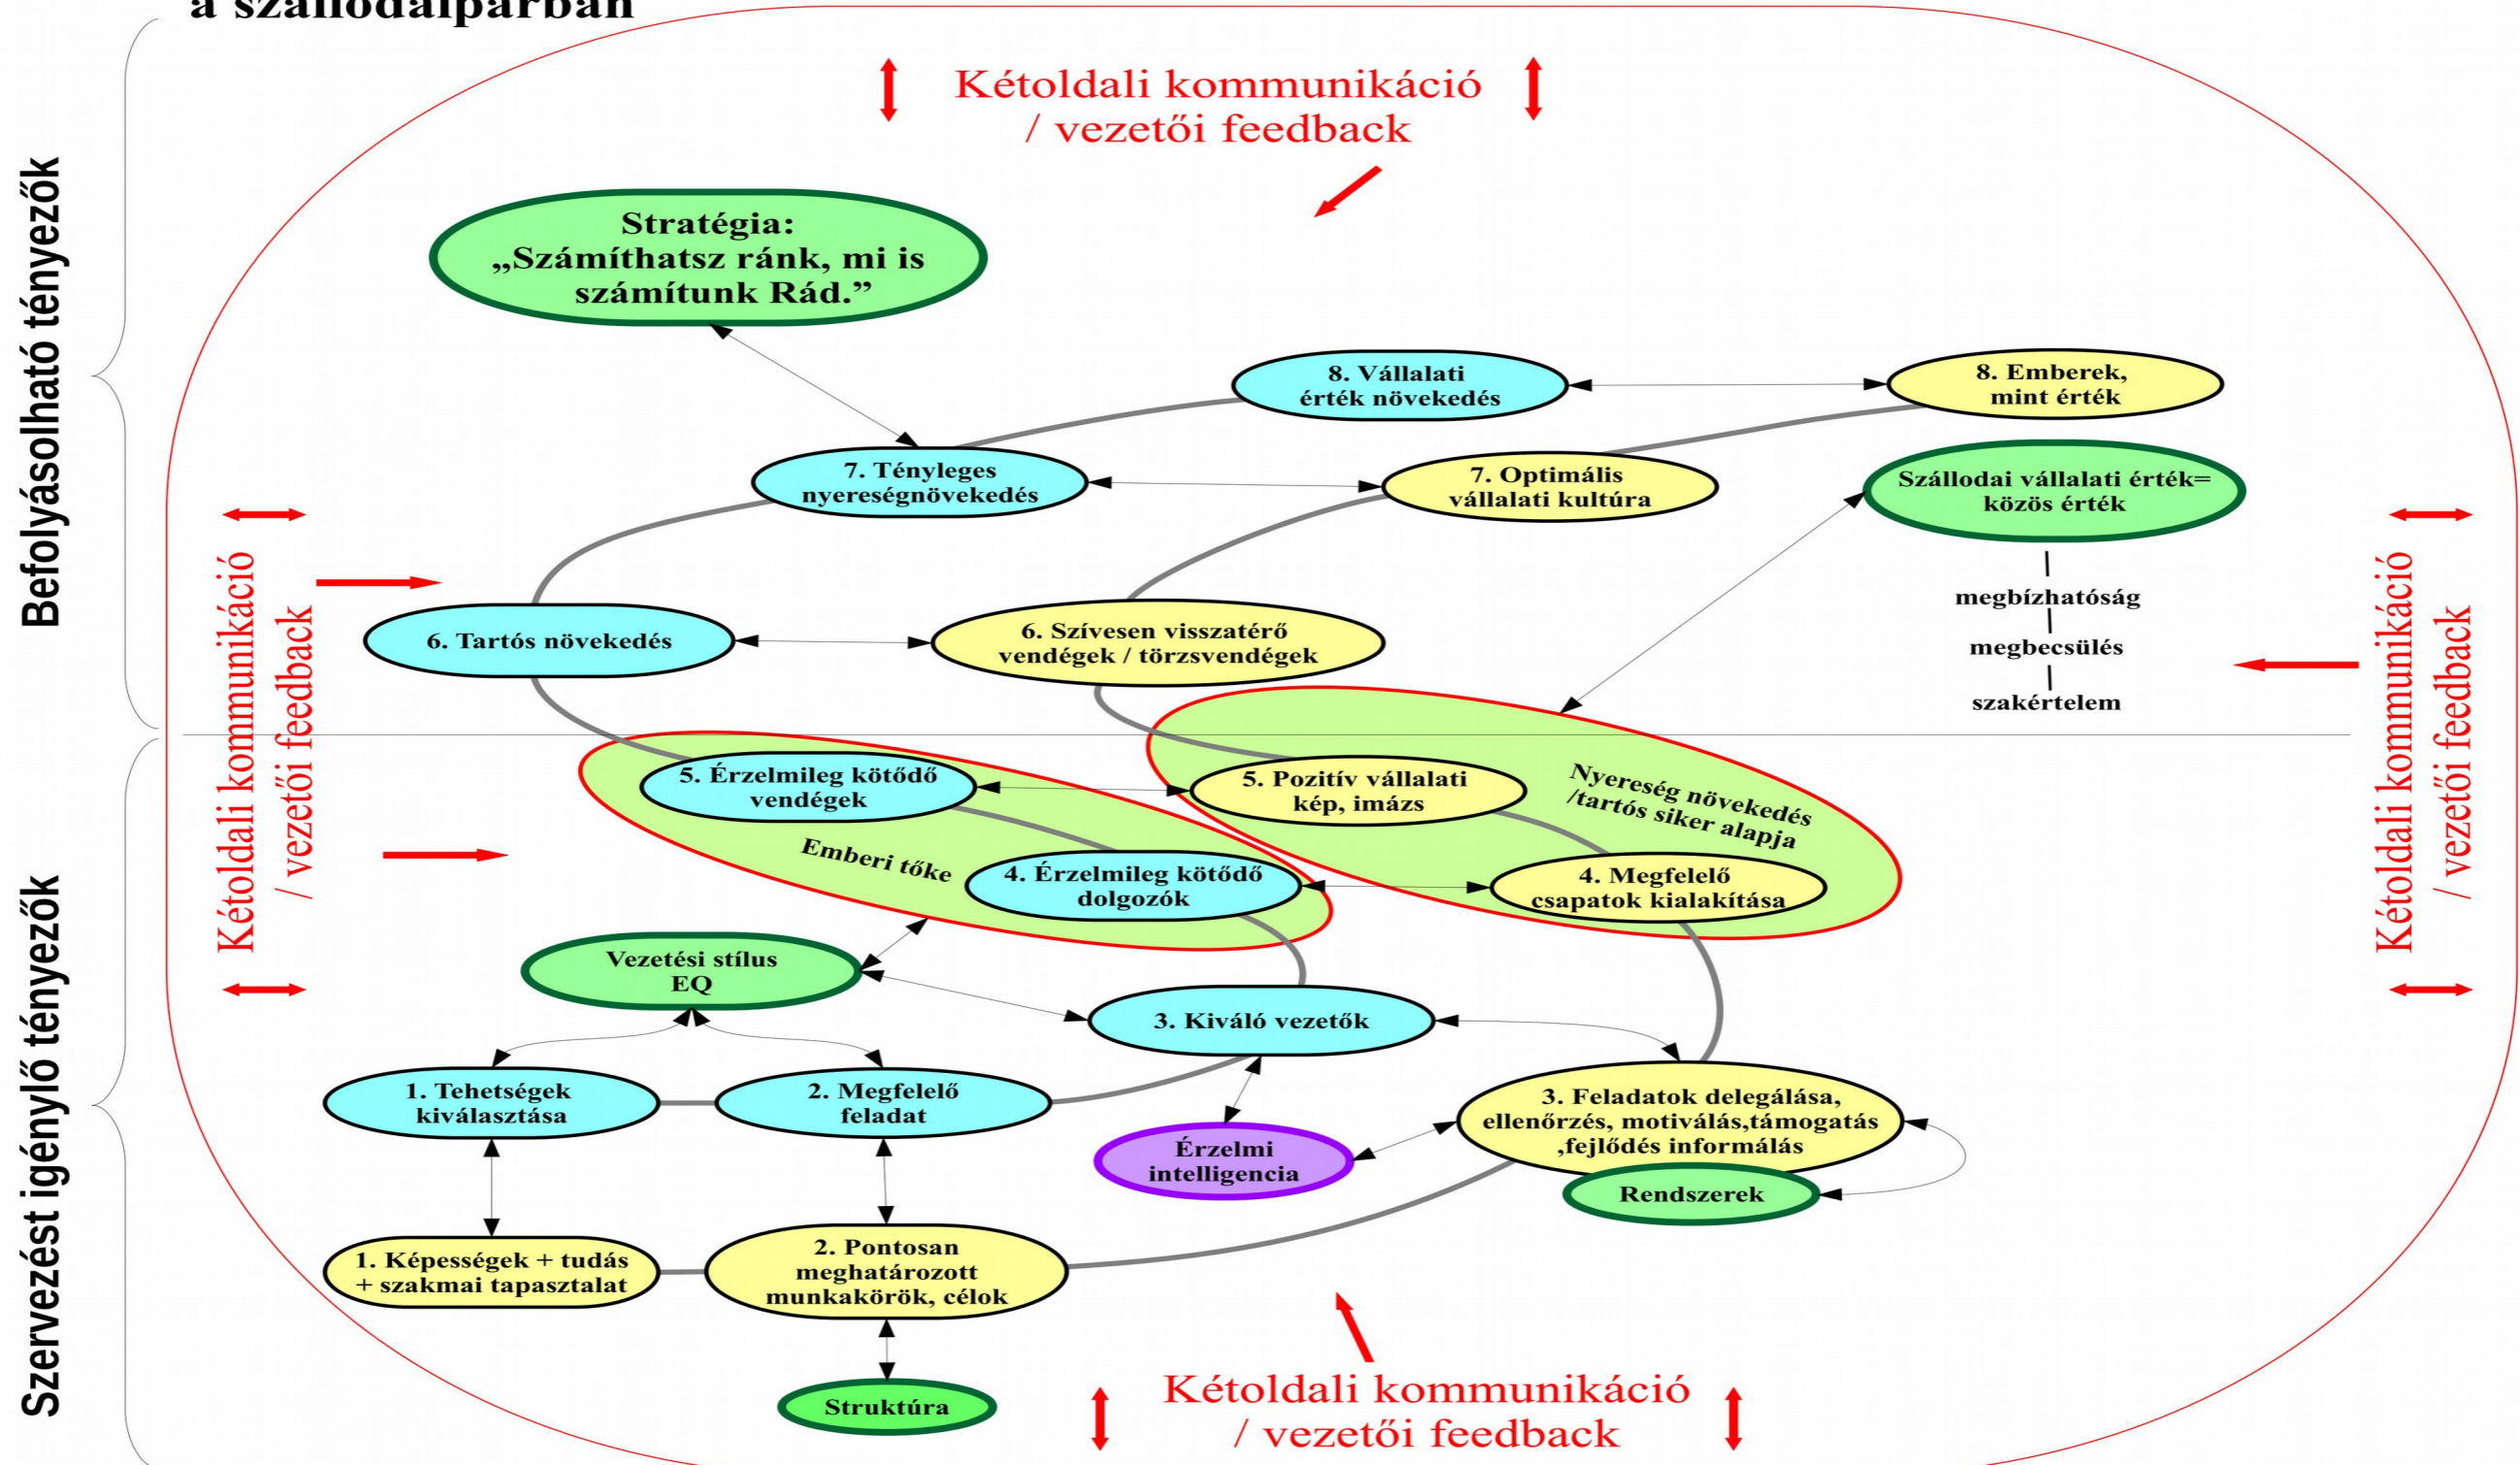 a szállodaiparban
Kétoldali kommunikáció
/ vezetői feedback
Befolyásolható tényezők
Stratégia:
„Számíthatsz ránk, mi is
számítunk Rád.”
8. Vállalati
érték növekedés
8. Emberek,
mint érték
7. Tényleges
nyereségnövekedés
7. Optimális
vállalati kultúra
Szállodai vállalati érték=
közös érték
megbízhatóság
megbecsülés
szakértelem
6. Tartós növekedés
6. Szívesen visszatérő
vendégek / törzsvendégek
Kétoldali kommunikáció
/ vezetői feedback
Kétoldali kommunikáció
/ vezetői feedback
5. Érzelmileg kötődő
vendégek
5. Pozitív vállalati
kép, imázs
Nyereség növekedés
/tartós siker alapja
Emberi tőke
4. Érzelmileg kötődő
dolgozók
4. Megfelelő
csapatok kialakítása
Szervezést igénylő tényezők
Vezetési stílus
EQ
3. Kiváló vezetők
1. Tehetségek
kiválasztása
2. Megfelelő
feladat
3. Feladatok delegálása,
ellenőrzés, motiválás,támogatás
,fejlődés informálás
Érzelmi
intelligencia
Rendszerek
1. Képességek + tudás
+ szakmai tapasztalat
2. Pontosan
meghatározott
munkakörök, célok
Struktúra
Kétoldali kommunikáció
/ vezetői feedback